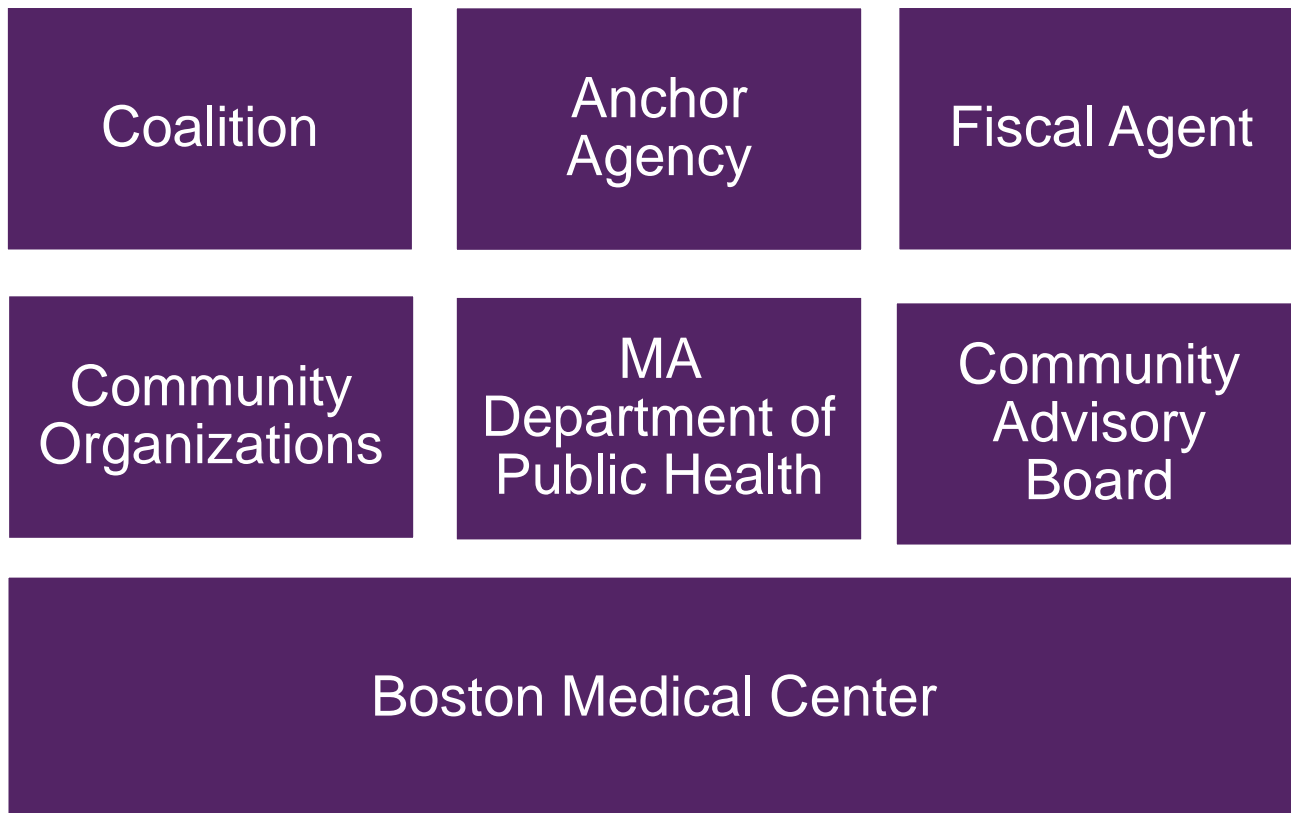 Coalition
Anchor
Agency
Fiscal Agent
Community
Organizations
MA
Department of
Public Health
Community
Advisory
Board
Boston Medical Center